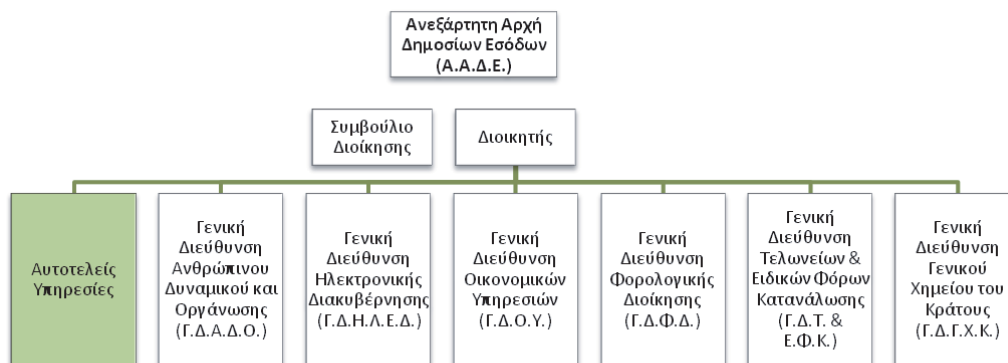 Ανεξάρτητη Αρχή
Δημοσίων Εσόδων
(Α.Α.Δ.Ε.)
Συμβούλιο
Διοίκησης
Διοικητής
Αυτοτελείς
Υπηρεσίες
Γενική
Διεύθυνση
Ανθρώπινου
Δυναμικού και
Οργάνωσης
(Γ.Δ.Α.Δ.Ο.)
Γενική
Διεύθυνση
Ηλεκτρονικής
Διακυβέρνησης
(Γ.Δ.Η.Λ.Ε.Δ.)
Γενική
Διεύθυνση
Οικονομικών
Υπηρεσιών
(Γ.Δ.Ο.Υ.)
Γενική
Διεύθυνση
Φορολογικής
Διοίκησης
(Γ.Δ.Φ.Δ.)
Γενική
Διεύθυνση
Τελωνείων &
Ειδικών Φόρων
Κατανάλωσης
(Γ.Δ.Τ. &
Ε.Φ.Κ.)
Γενική
Διεύθυνση
Γενικού
Χημείου του
Κράτους
(Γ.Δ.Γ.Χ.Κ.)